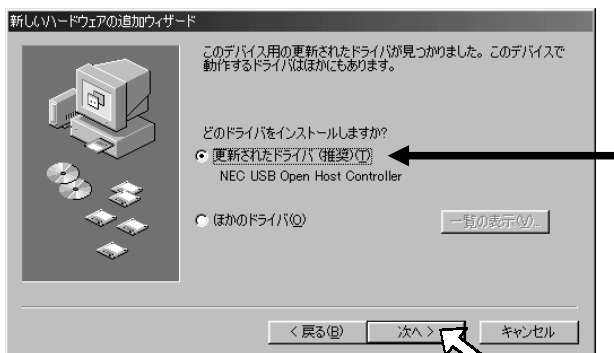 新しいハードウェアの追加ウィザード
このデバイス用の更新されたドライバが見つかりました。このデバイスで
動作するドライバはほかにもあります。
どのドライバをインストールしますか?
更新されたドライバ(推奨)(T)
NEC USB Open Host Controller
ほかのドライバ(O)
一覧の表示(V)...
< 戻る(B)
次へ >
キャンセル